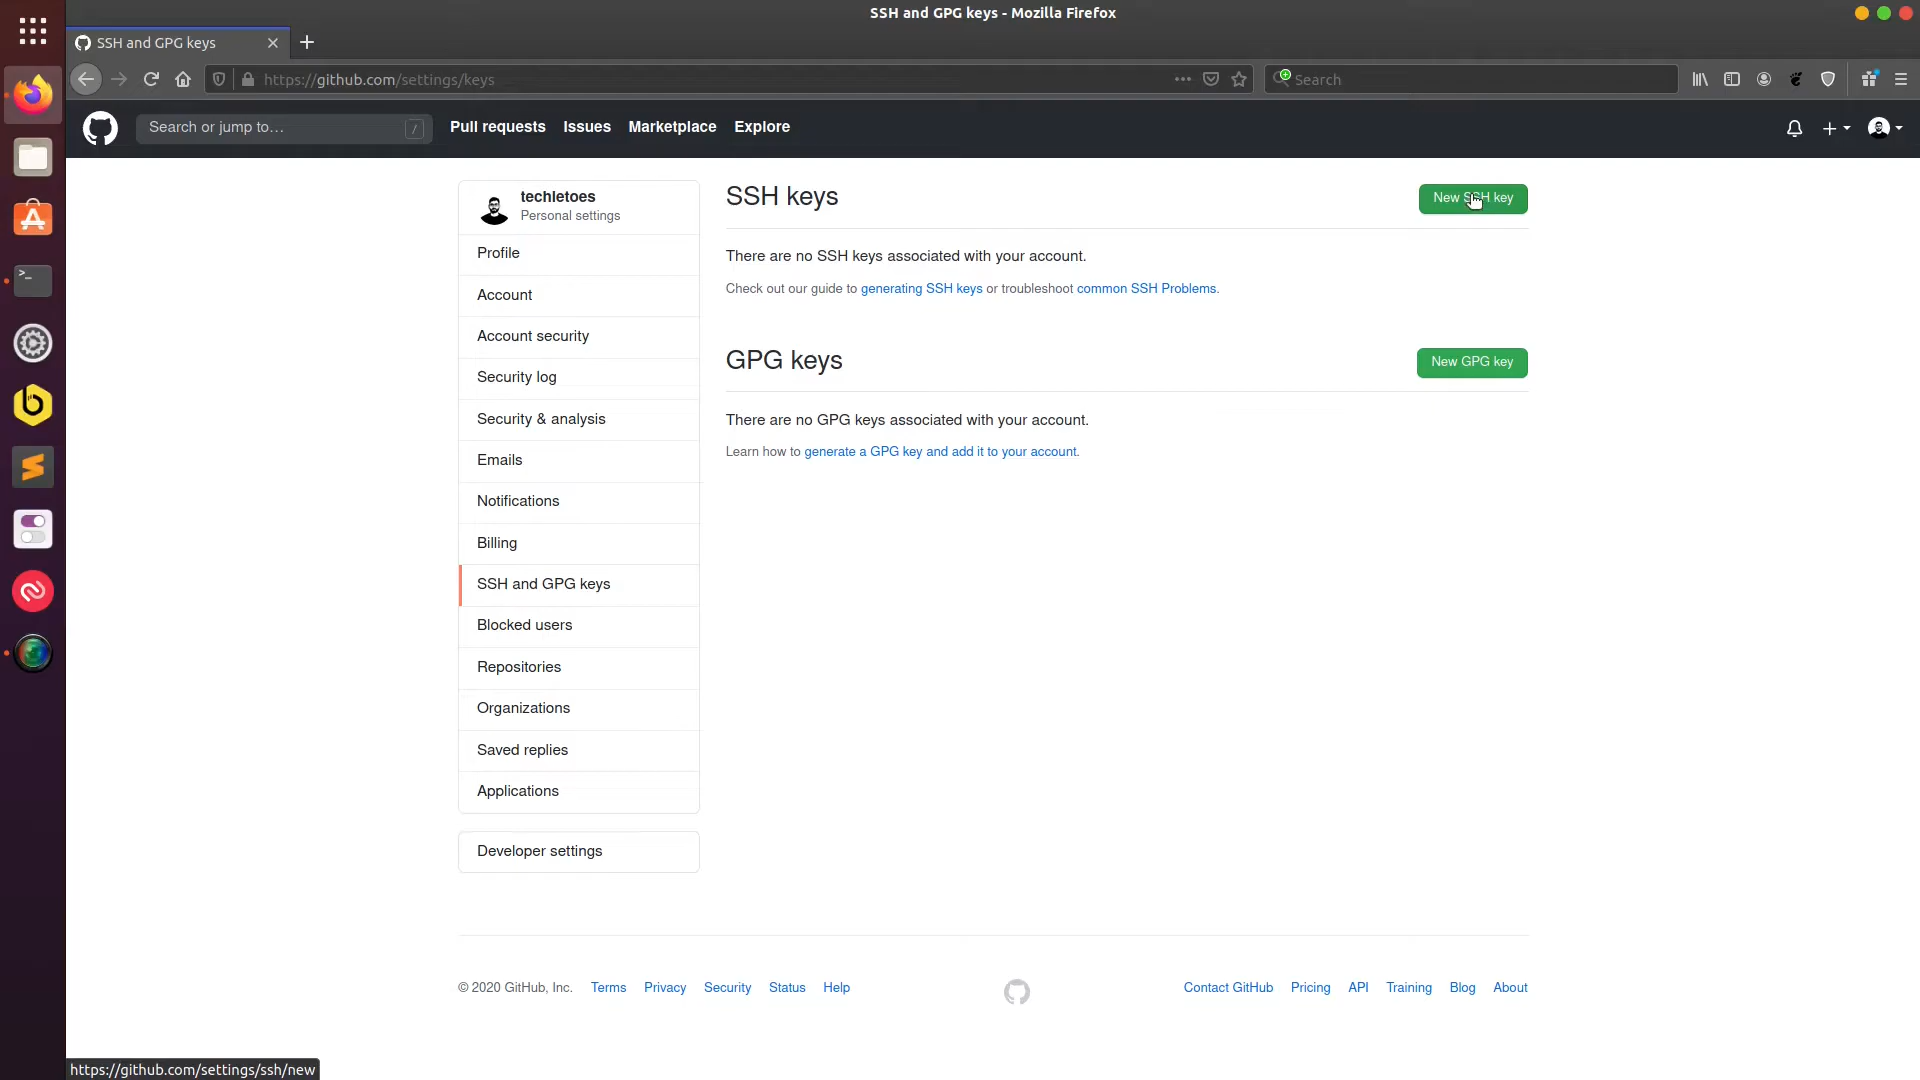 SSH and GPG keys - Mozilla Firefox
SSH and GPG keys
https://github.com/settings/keys
Search
Search or jump to…
/
Pull requests
Issues
Marketplace
Explore
techietoes
Personal settings
Profile
Account
Account security
Security log
Security & analysis
Emails
Notifications
Billing
SSH and GPG keys
Blocked users
Repositories
Organizations
Saved replies
Applications
Developer settings
SSH keys
New SSH key
There are no SSH keys associated with your account.
Check out our guide to generating SSH keys or troubleshoot common SSH Problems.
GPG keys
New GPG key
There are no GPG keys associated with your account.
Learn how to generate a GPG key and add it to your account.
© 2020 GitHub, Inc.
Terms
Privacy
Security
Status
Help
Contact GitHub
Pricing
API
Training
Blog
About
https://github.com/settings/ssh/new